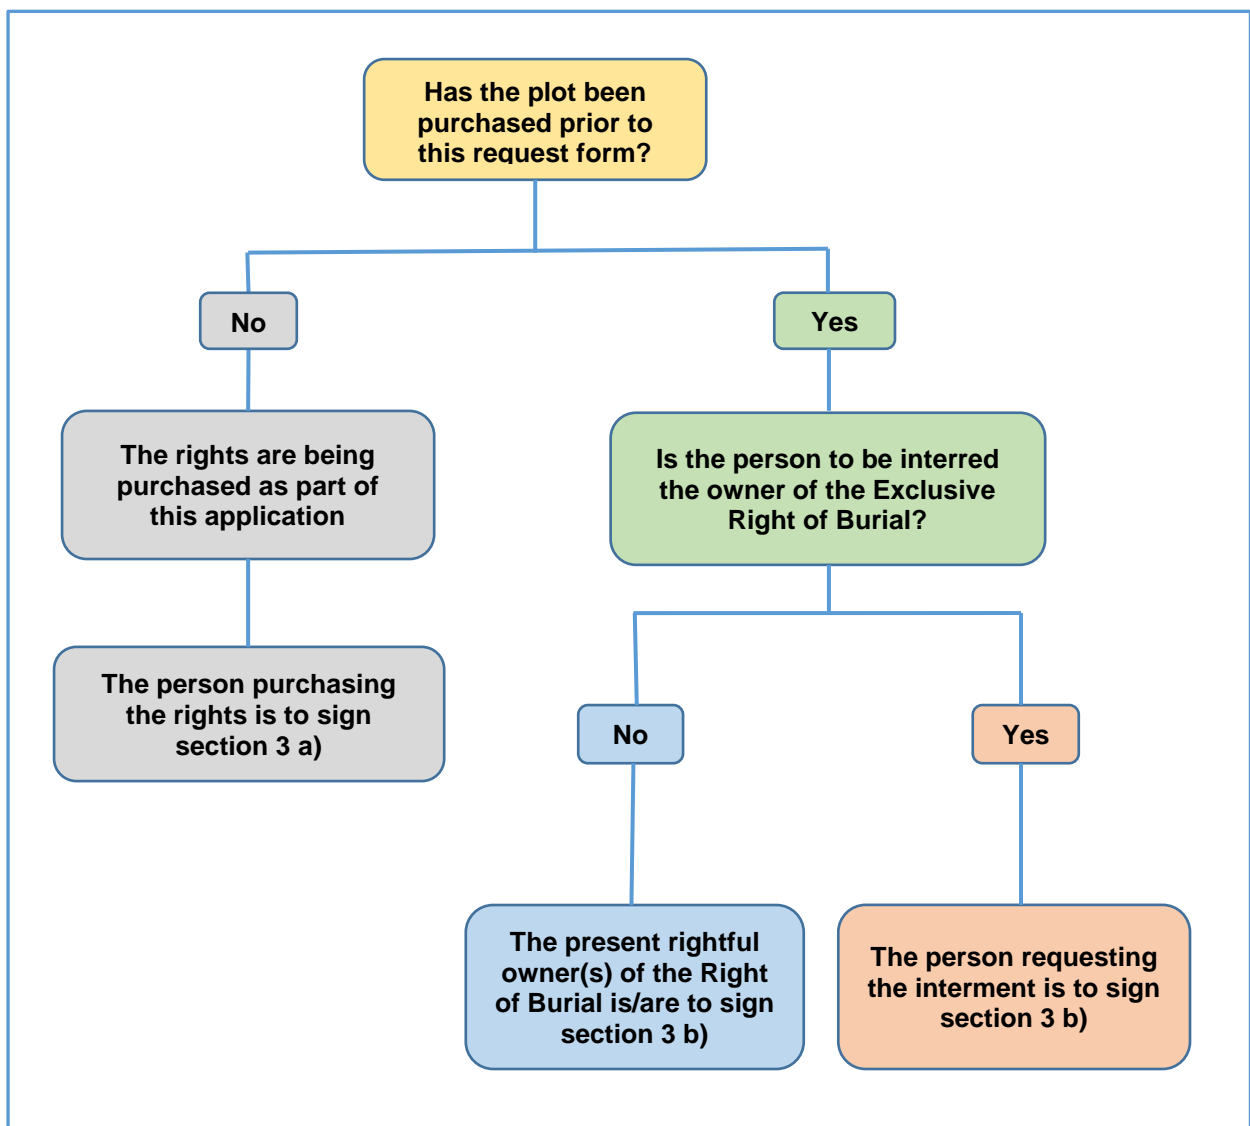 Has the plot been
purchased prior to
this request form?
No
Yes
The rights are being
purchased as part of
this application
Is the person to be interred
the owner of the Exclusive
Right of Burial?
The person purchasing
the rights is to sign
section 3 a)
No
Yes
The present rightful
owner(s) of the Right
of Burial is/are to sign
section 3 b)
The person requesting
the interment is to sign
section 3 b)